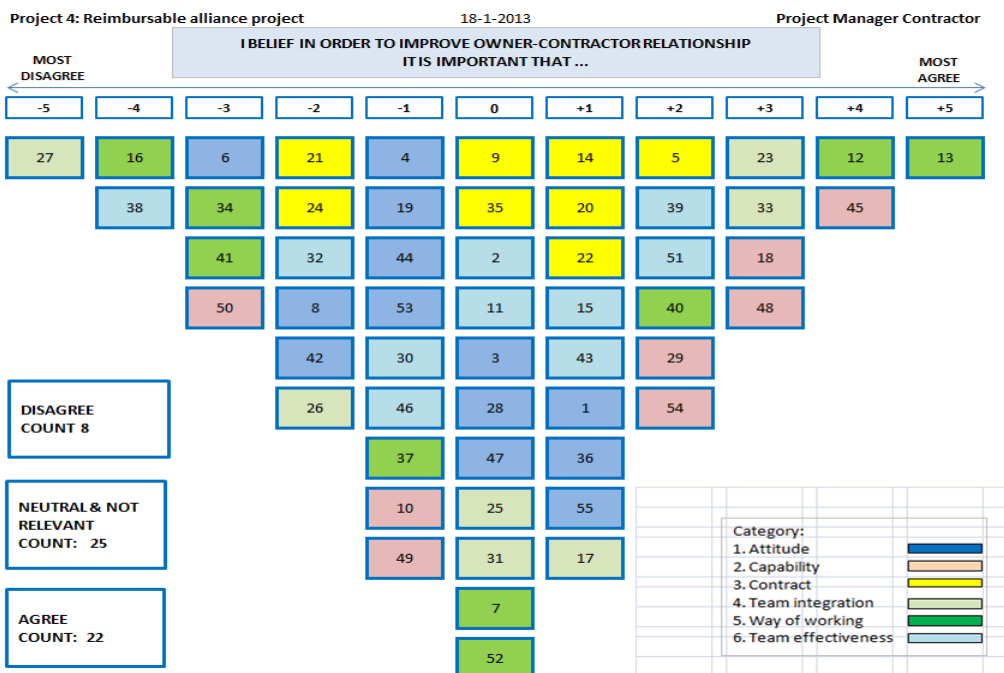 Project 4: Reimbursable alliance project 18-1-2013 Project Manager Contractor
I BELIEF IN ORDER TO IMPROVE OWNER-CONTRACTOR RELATIONSHIP
IT IS IMPORTANT THAT ...
MOST
DISAGREE
MOST
AGREE
-5 -4 -3 -2 -1 0 +1 +2 +3 +4 +5
27 16 6 21 4 9 14 5 23 12 13
38 34 24 19 35 20 39 33 45
41 32 44 2 22 51 18
50 8 53 11 15 40 48
42 30 3 43 29
26 46 28 1 54
37 47 36
10 25 55
49 31 17
7
52
DISAGREE
COUNT 8
NEUTRAL & NOT
RELEVANT
COUNT: 25
AGREE
COUNT: 22
Category:
1. Attitude
2. Capability
3. Contract
4. Team integration
5. Way of working
6. Team effectiveness